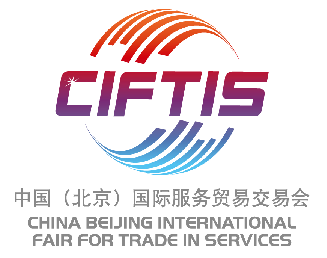 CIFTIS
中国（北京）国际服务贸易交易会
CHINA BEIJING INTERNATIONAL
FAIR FOR TRADE IN SERVICES